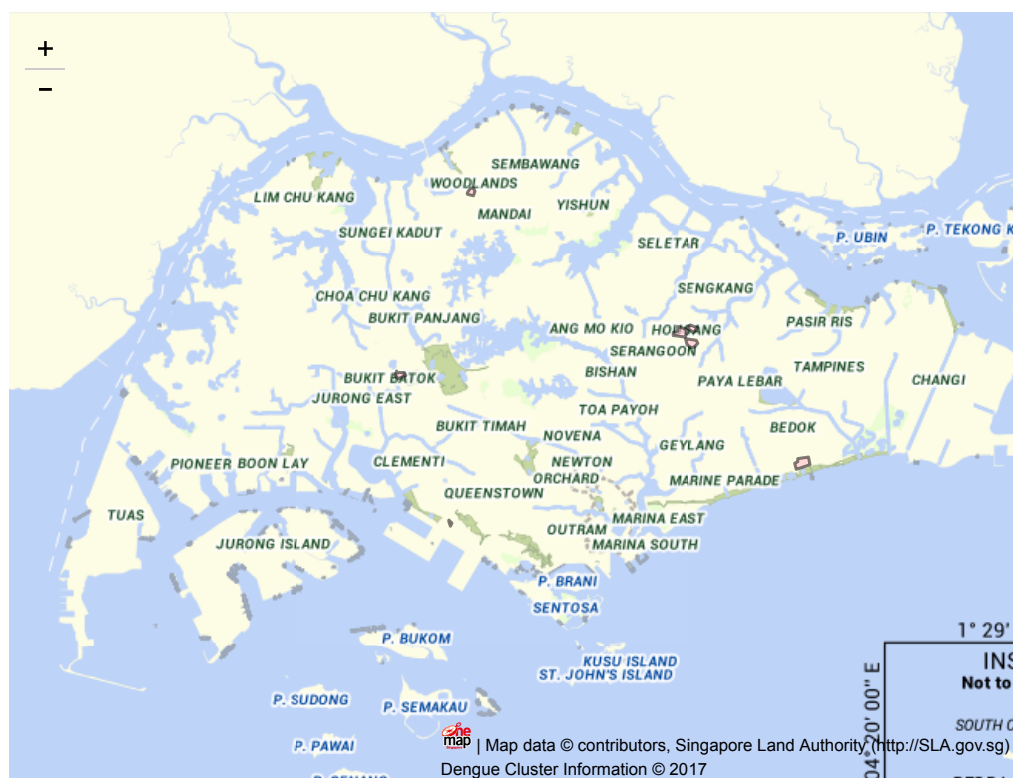 +
−
SEMBAWANG
WOODLANDS
LIM CHU KANG
YISHUN
MANDAI
SUNGEI KADUT
SELETAR
P. UBIN
P. TEKONG K
SENGKANG
CHOA CHU KANG
BUKIT PANJANG
ANG MO KIO
PASIR RIS
SERANGOON
BISHAN
TAMPINES
BUKIT BATOK
PAYA LEBAR
CHANGI
JURONG EAST
TOA PAYOH
BUKIT TIMAH
NOVENA
BEDOK
GEYLANG
PIONEER
BOON LAY
CLEMENTI
NEWTON
ORCHARD
MARINE PARADE
QUEENSTOWN
TUAS
MARINA EAST
OUTRAM
JURONG ISLAND
MARINA SOUTH
P. BRANI
SENTOSA
1° 29'
P. BUKOM
KUSU ISLAND
ST. JOHN'S ISLAND
INS
Not to
P. SUDONG
P. SEMAKAU
04° 20' 00" E
SOUTH C
P. PAWAI
one map
| Map data © contributors, Singapore Land Authority (http://SLA.gov.sg)
Dengue Cluster Information © 2017